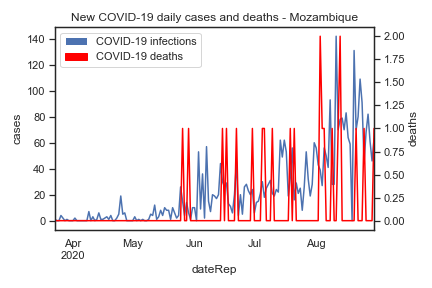 New COVID-19 daily cases and deaths - Mozambique
COVID-19 infections
COVID-19 deaths
140
120
100
80
60
40
20
0
cases
2.00
1.75
1.50
1.25
1.00
0.75
0.50
0.25
0.00
deaths
Apr
2020
May
Jun
Jul
Aug
dateRep